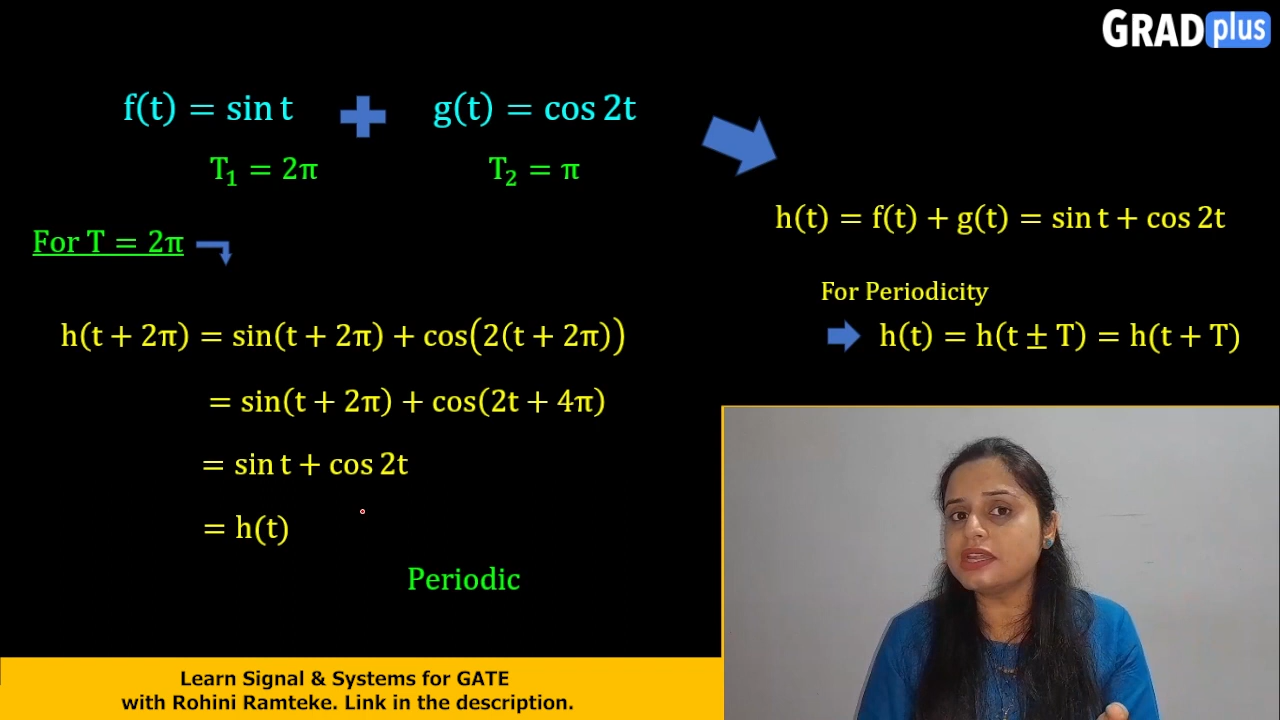 GRADplus
f(t) = sin t + g(t) = cos 2t
T₁ = 2π T₂ = π
h(t) = f(t) + g(t) = sin t + cos 2t
For T = 2π
For Periodicity
h(t) = h(t ± T) = h(t + T)
h(t + 2π) = sin(t + 2π) + cos(2(t + 2π))
= sin(t + 2π) + cos(2t + 4π)
= sin t + cos 2t
= h(t)
Periodic
Learn Signal & Systems for GATE
with Rohini Ramteke. Link in the description.